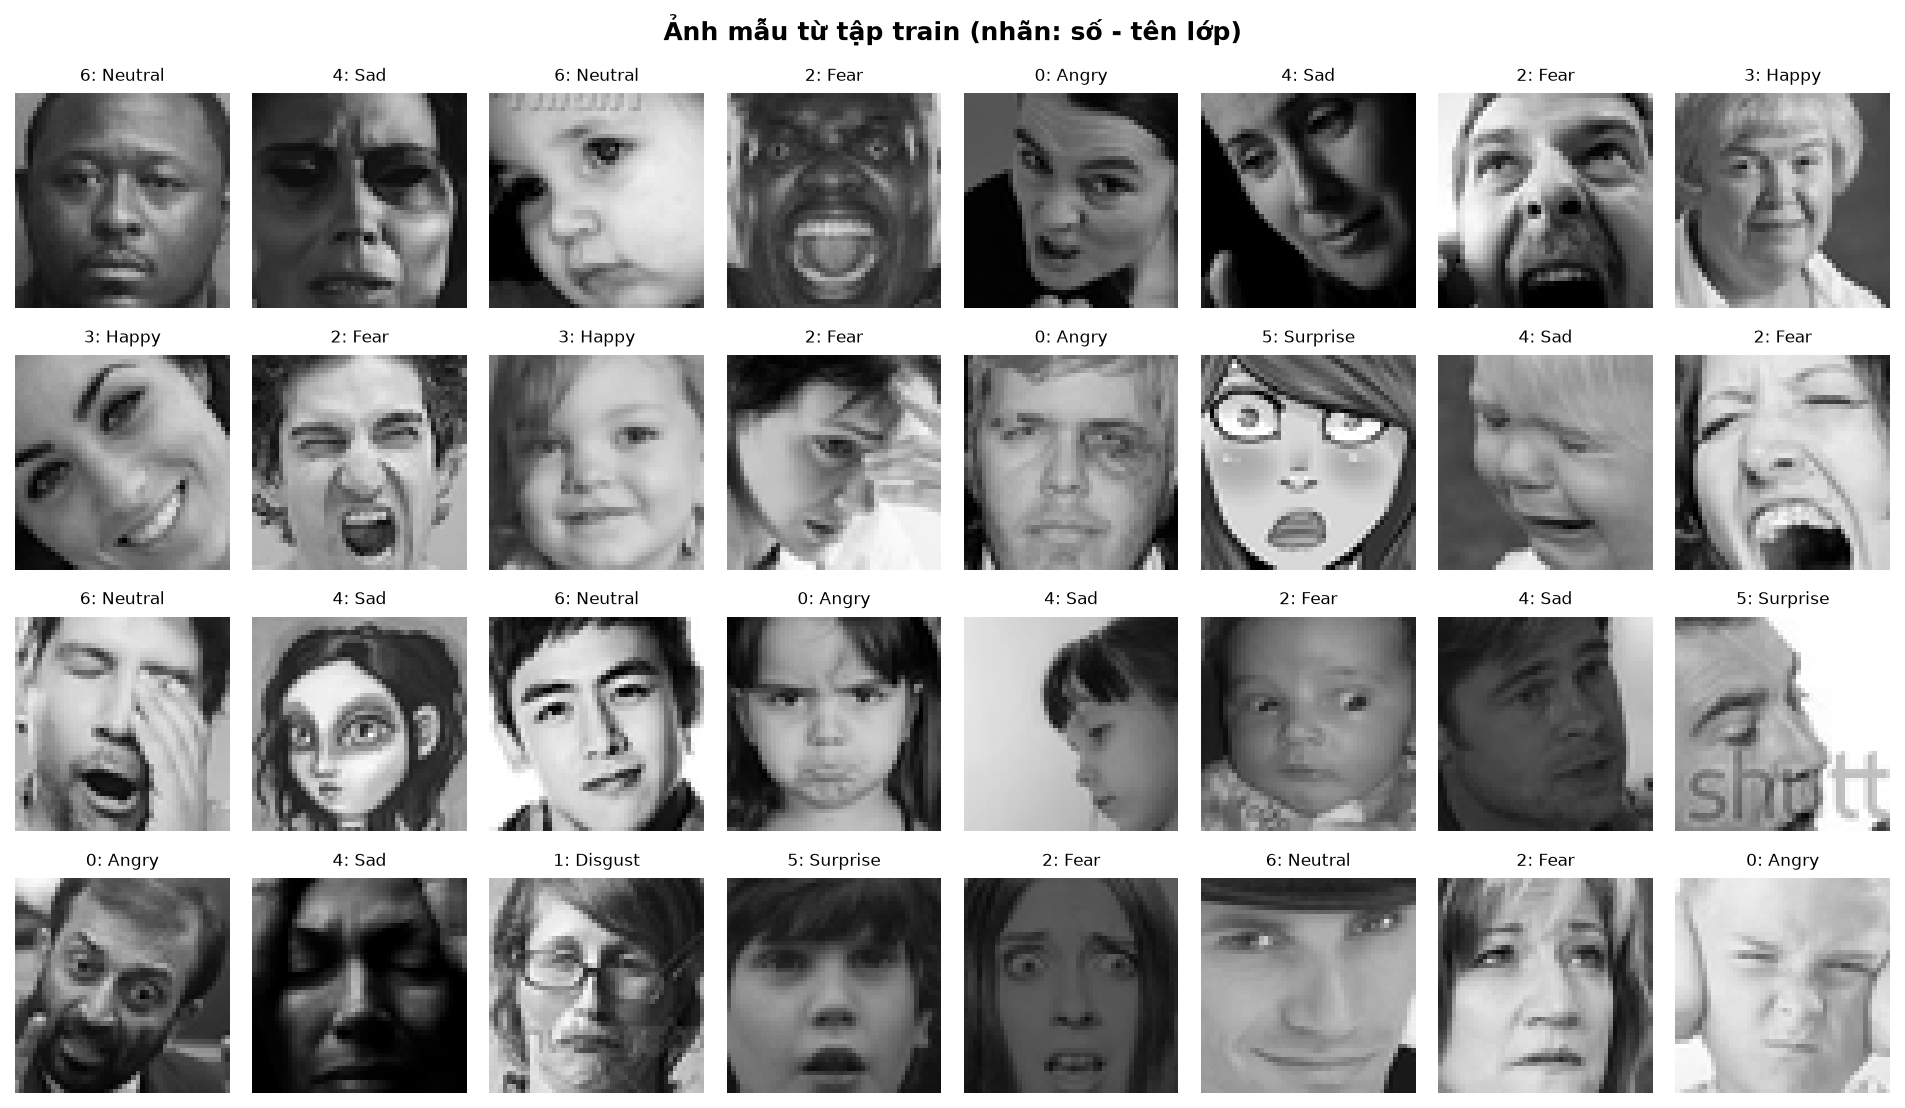 Ảnh mẫu từ tập train (nhãn: số - tên lớp)
6: Neutral 4: Sad 6: Neutral 2: Fear 0: Angry 4: Sad 2: Fear 3: Happy
3: Happy 2: Fear 3: Happy 2: Fear 0: Angry 5: Surprise 4: Sad 2: Fear
6: Neutral 4: Sad 6: Neutral 0: Angry 4: Sad 2: Fear 4: Sad 5: Surprise
0: Angry 4: Sad 1: Disgust 5: Surprise 2: Fear 6: Neutral 2: Fear 0: Angry